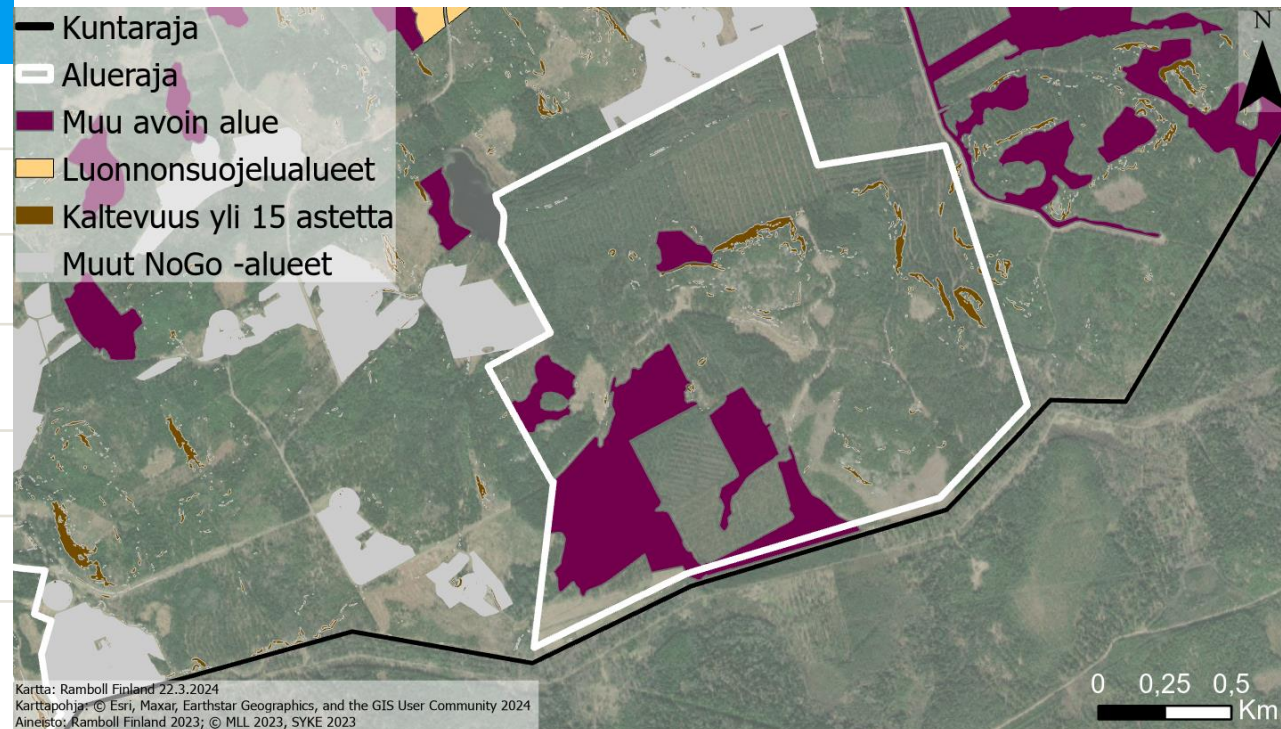 Kuntaraja
Alueraja
Muu avoin alue
Luonnonsuojelualueet
Kaltevuus yli 15 astetta
Muut NoGo -alueet
N
Kartta: Ramboll Finland 22.3.2024
Karttapohja: © Esri, Maxar, Earthstar Geographics, and the GIS User Community 2024
Aineisto: Ramboll Finland 2023; © MLL 2023, SYKE 2023
0 0,25 0,5
Km